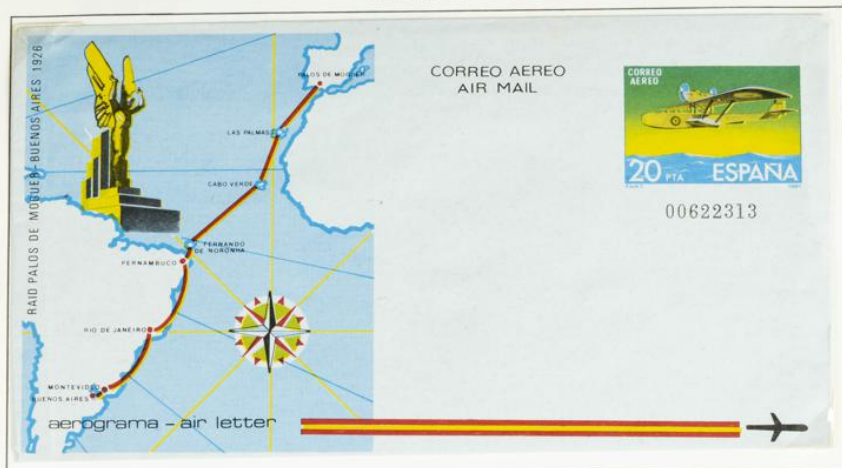 RAID PALOS DE MOGUER-BUENOS AIRES 1926
PALOS DE MOGUER
LAS PALMAS
CABO VERDE
FERNANDO
DE NORONHA
PERNAMBUCO
RIO DE JANEIRO
MONTEVIDEO
BUENOS AIRES
aerograma - air letter
CORREO AEREO
AIR MAIL
CORREO
AEREO
20 PTA ESPAÑA
00622313